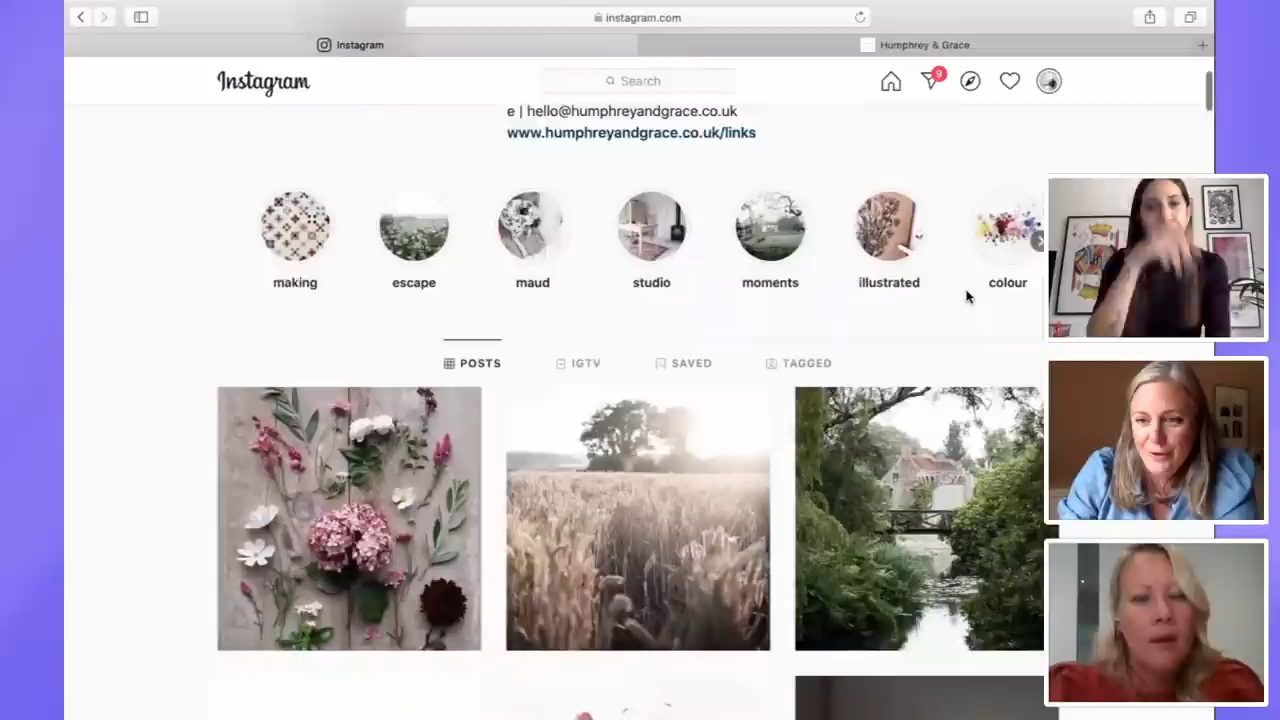 instagram.com
Instagram
Humphrey & Grace
Instagram
Search
9
e | hello@humphreyandgrace.co.uk
www.humphreyandgrace.co.uk/links
making
escape
maud
studio
moments
illustrated
colour
POSTS
IGTV
SAVED
TAGGED